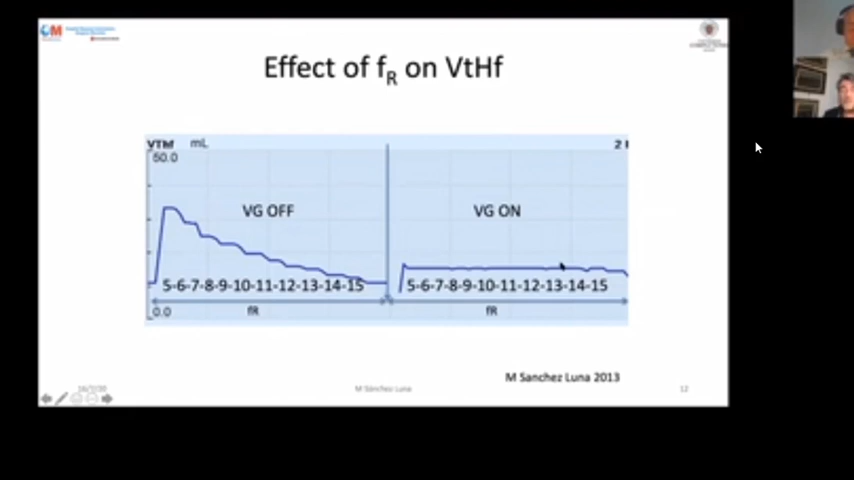 Effect of fR on VtHf
VTHf mL
50.0
2
VG OFF
VG ON
5-6-7-8-9-10-11-12-13-14-15
5-6-7-8-9-10-11-12-13-14-15
0.0
fR
fR
M Sanchez Luna 2013
M Sánchez Luna
12